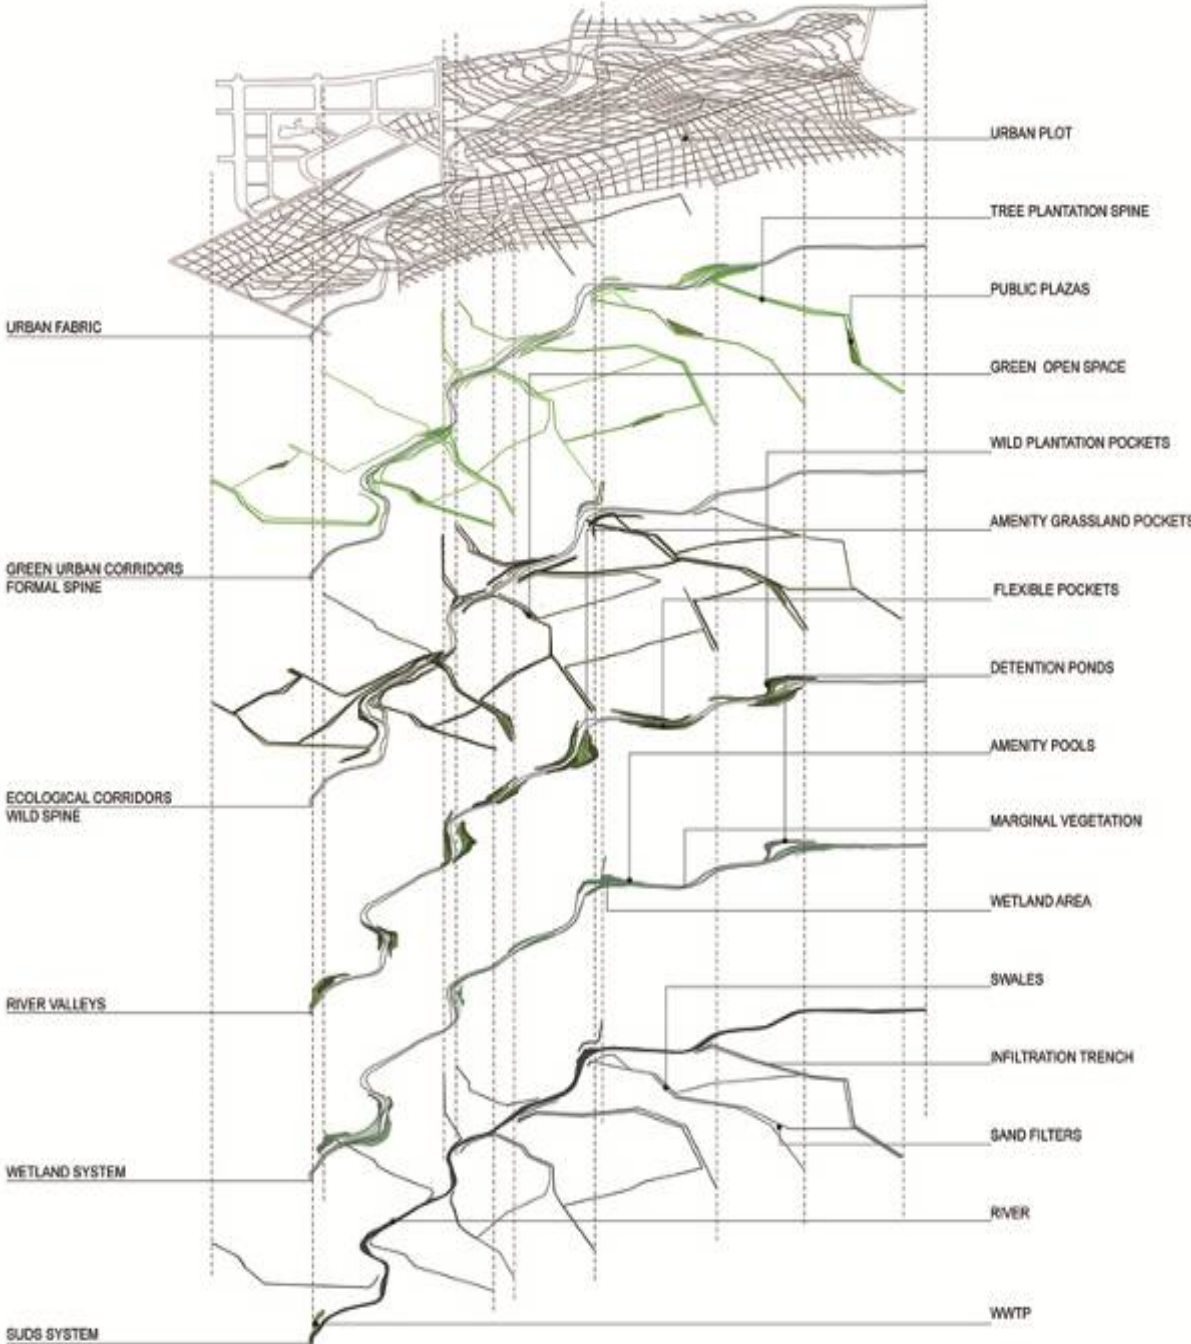 URBAN PLOT
TREE PLANTATION SPINE
PUBLIC PLAZAS
URBAN FABRIC
GREEN OPEN SPACE
WILD PLANTATION POCKETS
AMENITY GRASSLAND POCKETS
GREEN URBAN CORRIDORS
FORMAL SPINE
FLEXIBLE POCKETS
DETENTION PONDS
AMENITY POOLS
ECOLOGICAL CORRIDORS
WILD SPINE
MARGINAL VEGETATION
WETLAND AREA
SWALES
RIVER VALLEYS
INFILTRATION TRENCH
SAND FILTERS
WETLAND SYSTEM
RIVER
WWTP
SUDS SYSTEM